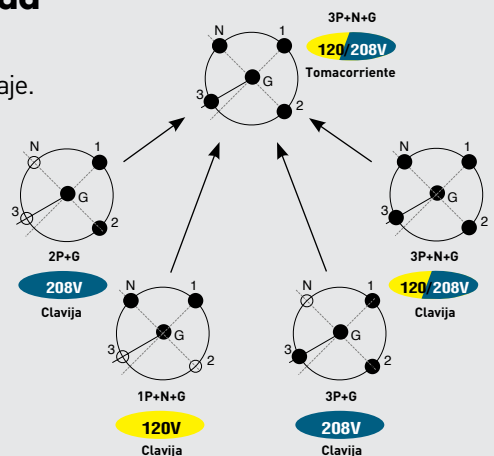 aje.
3P+N+G
120/208V
Tomacorriente
N
1
G
3
2
N
1
G
3
2
2P+G
208V
Clavija
N
1
G
3
2
3P+N+G
120/208V
Clavija
N
1
G
3
2
1P+N+G
120V
Clavija
N
1
G
3
2
3P+G
208V
Clavija